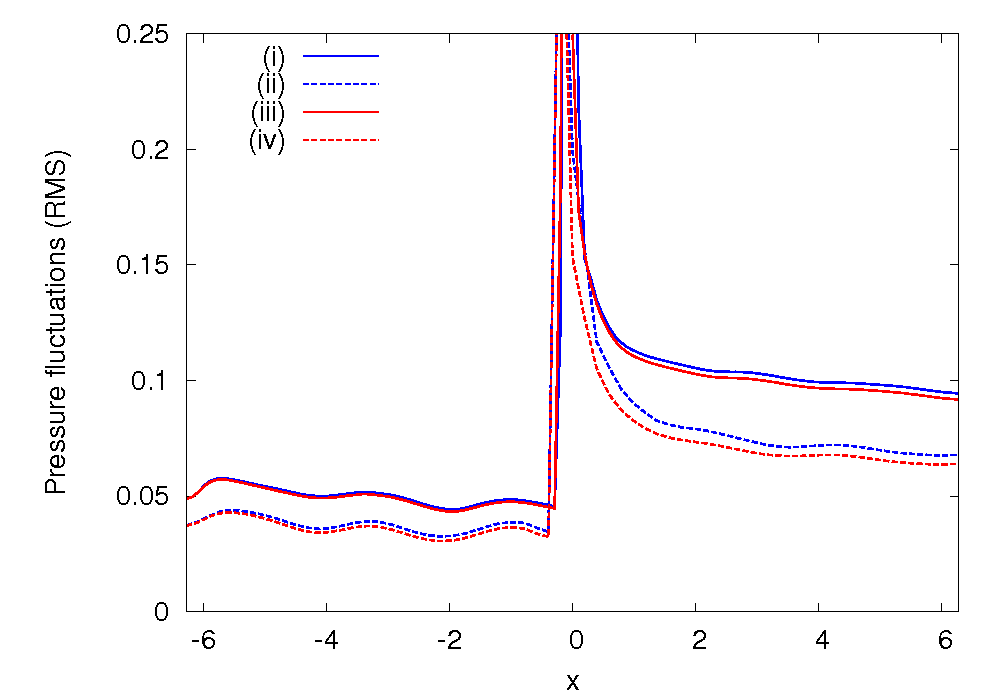 0.25
0.2
0.15
0.1
0.05
0
Pressure fluctuations (RMS)
(i)
(ii)
(iii)
(iv)
-6 -4 -2 0 2 4 6
x